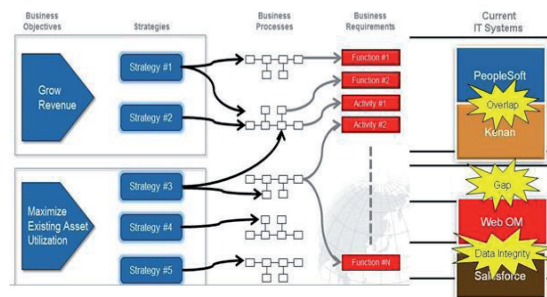 Business
Objectives
Strategies
Business
Processes
Business
Requirements
Current
IT Systems
Grow
Revenue
Strategy #1
Strategy #2
Function #1
Function #2
Activity #1
Activity #2
PeopleSoft
Overlap
Kenan
Maximize
Existing Asset
Utilization
Strategy #3
Strategy #4
Strategy #5
Function #N
Gap
Web OM
Data Integrity
Salesforce